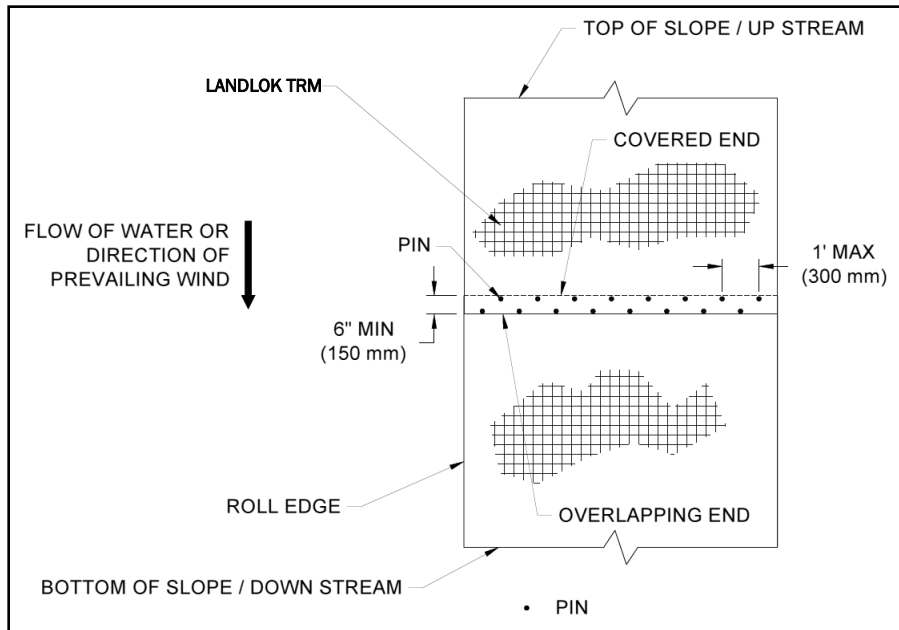 TOP OF SLOPE / UP STREAM
LANDLOK TRM
COVERED END
FLOW OF WATER OR
DIRECTION OF
PREVAILING WIND
PIN
1' MAX
(300 mm)
6" MIN
(150 mm)
ROLL EDGE
OVERLAPPING END
BOTTOM OF SLOPE / DOWN STREAM
PIN